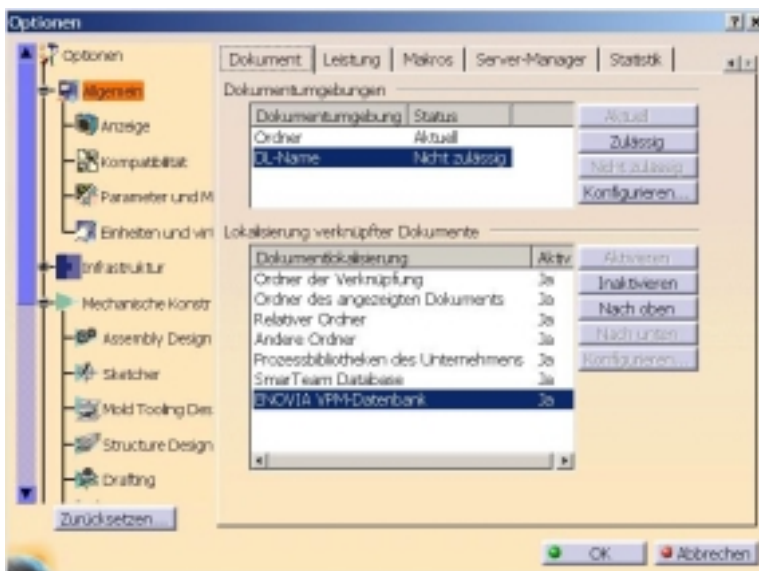 Optionen
Optionen
Allgemein
Anzeige
Kompatibilität
Parameter und M
Einheiten und viri
Infrastruktur
Mechanische Konstr
Assembly Design
Sketcher
Mold Tooling Des
Structure Design
Drafting
Zurücksetzen...
Dokument
Leistung
Makros
Server-Manager
Statistik
Dokumentumgebungen
Dokumentumgebung Status
Ordner Aktuell
DL-Name Nicht zulässig
Aktuell
Zulässig
Nicht zulässig
Konfigurieren...
Lokalisierung verknüpfter Dokumente
Dokumentlokalisierung Aktiv
Ordner der Verknüpfung Ja
Ordner des angezeigten Dokuments Ja
Relativer Ordner Ja
Andere Ordner Ja
Prozessbibliotheken des Unternehmens Ja
SmarTeam Database Ja
ENOVIA VPM-Datenbank Ja
Aktivieren
Inaktivieren
Nach oben
Nach unten
Konfigurieren...
OK
Abbrechen